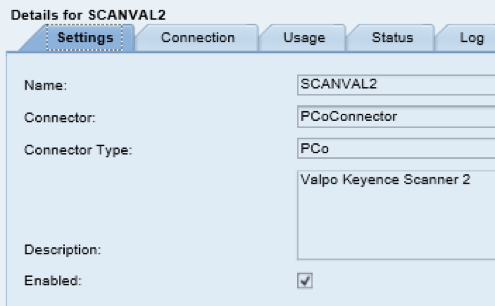 Details for SCANVAL2
Settings Connection Usage Status Log
Name: SCANVAL2
Connector: PCoConnector
Connector Type: PCo
Valpo Keyence Scanner 2
Description:
Enabled: